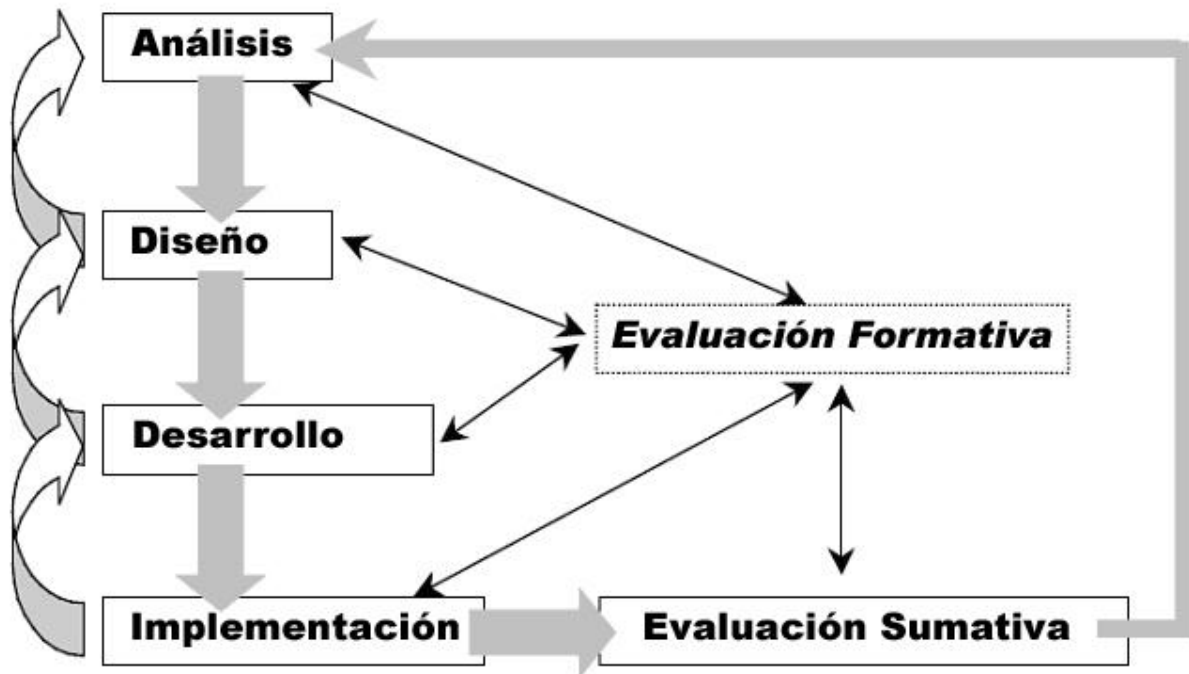 Análisis
Diseño
Evaluación Formativa
Desarrollo
Implementación
Evaluación Sumativa